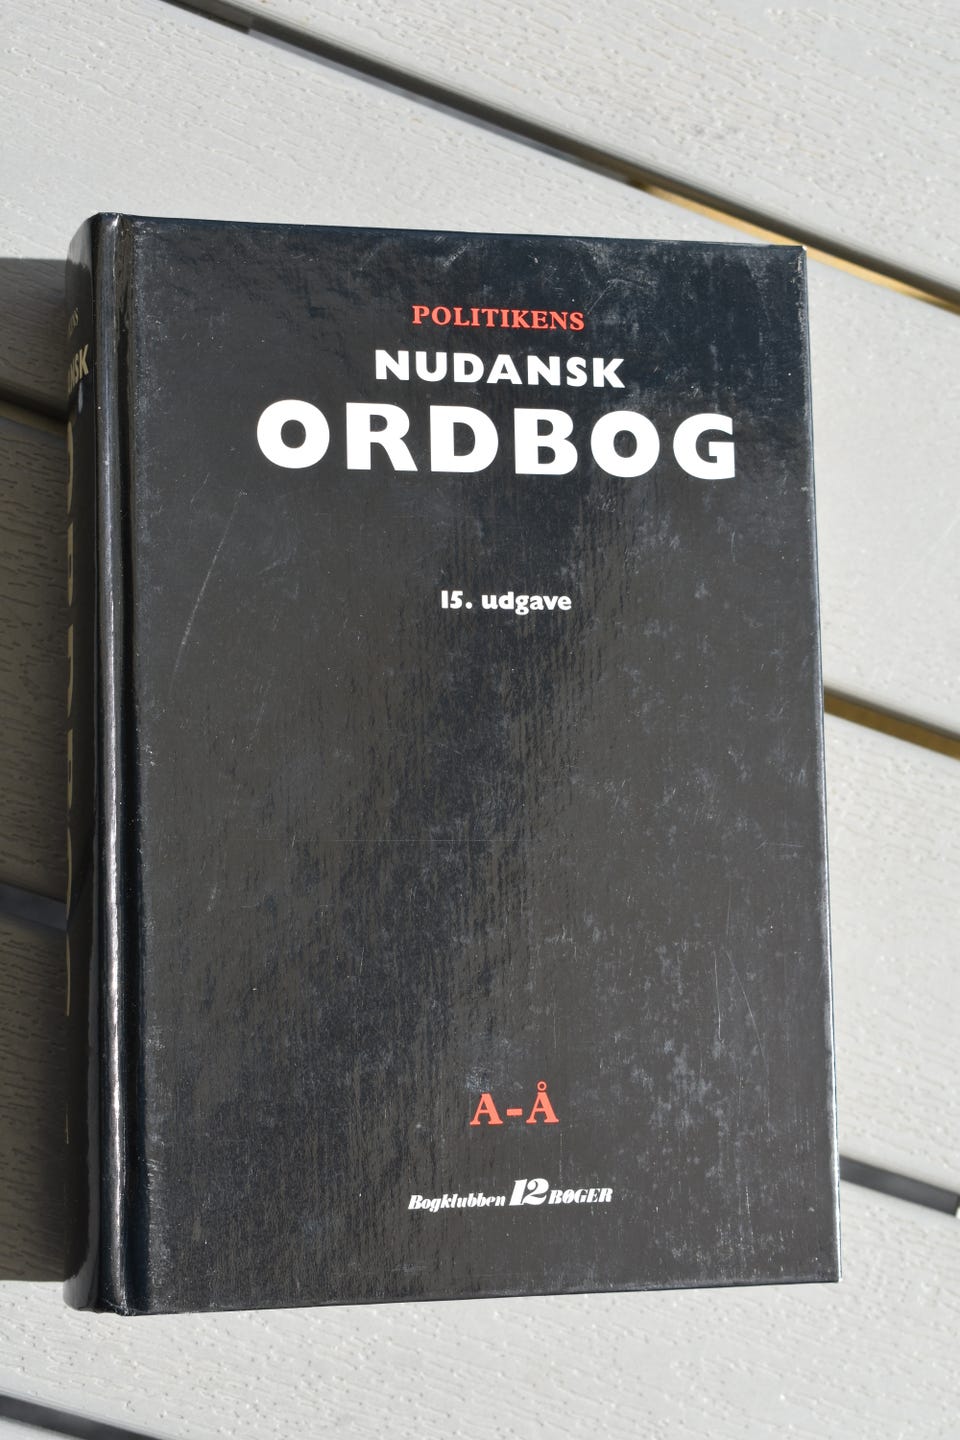 POLITIKENS
NUDANSK
ORDBOG
15. udgave
A-Å
Bogklubben 12 BØGER